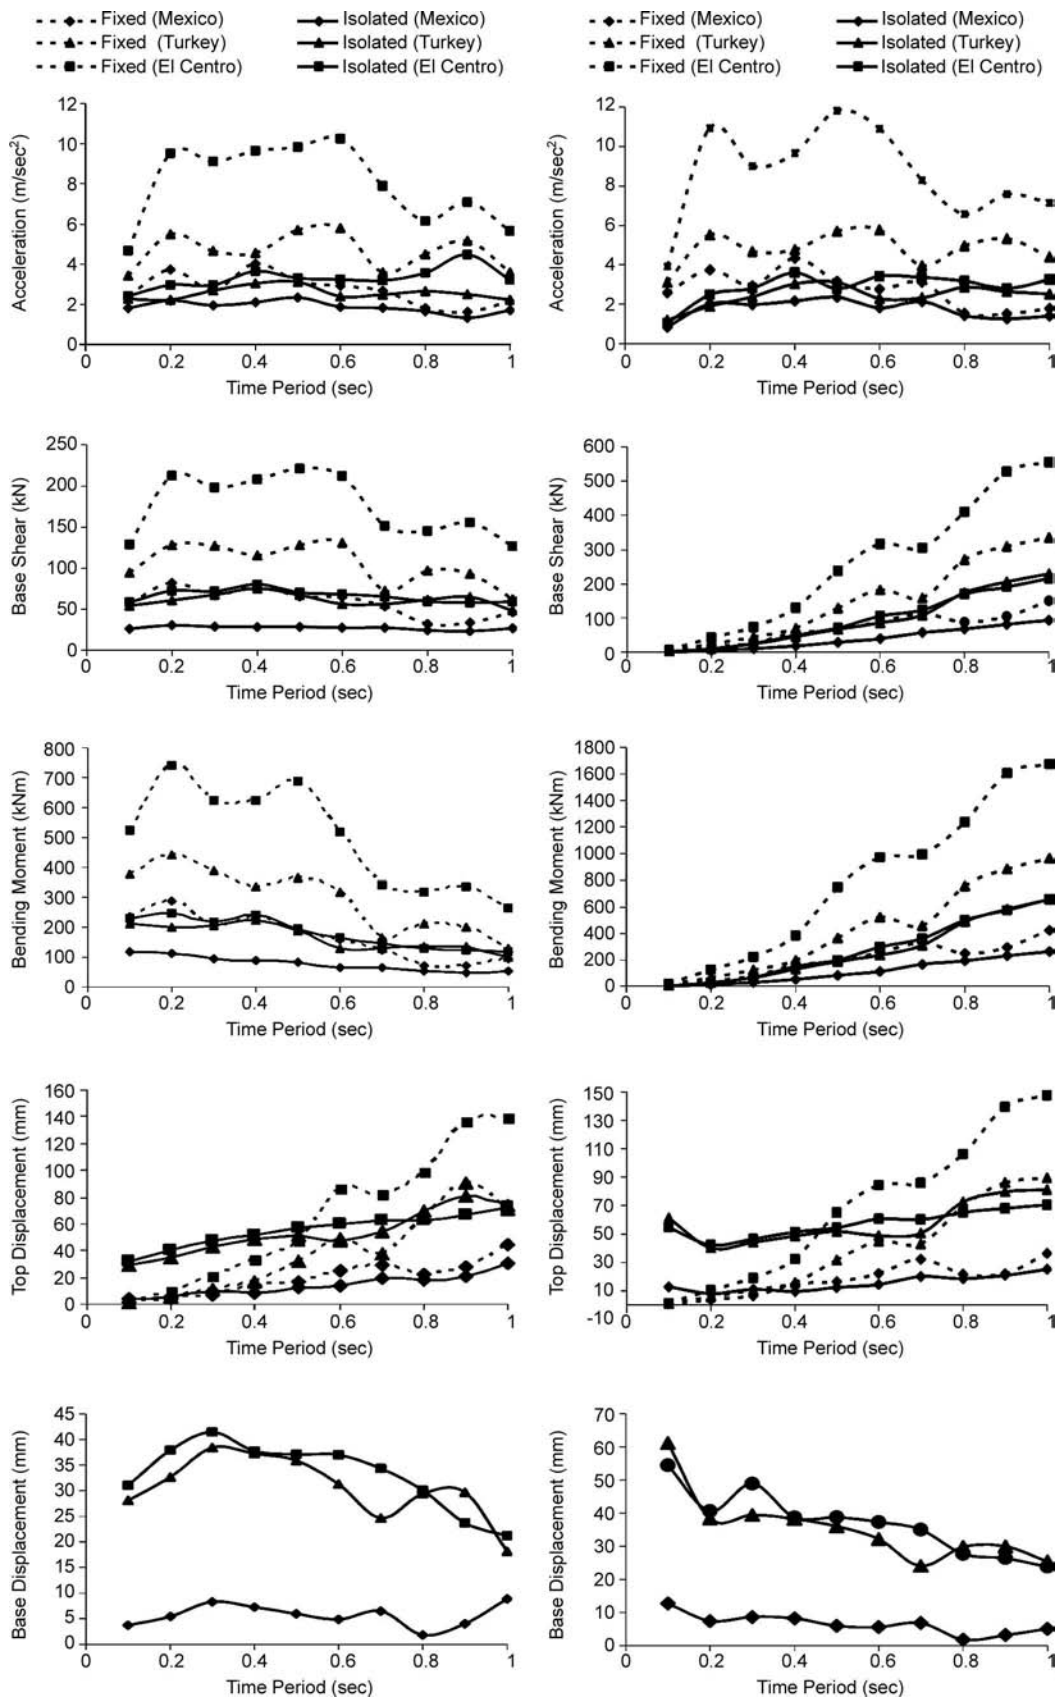 Fixed (Mexico)
Fixed (Turkey)
Fixed (El Centro)
Isolated (Mexico)
Isolated (Turkey)
Isolated (El Centro)
Fixed (Mexico)
Fixed (Turkey)
Fixed (El Centro)
Isolated (Mexico)
Isolated (Turkey)
Isolated (El Centro)
Acceleration (m/sec²)
12
10
8
6
4
2
0
0 0.2 0.4 0.6 0.8 1
Time Period (sec)
Acceleration (m/sec²)
12
10
8
6
4
2
0
0 0.2 0.4 0.6 0.8 1
Time Period (sec)
Base Shear (kN)
250
200
150
100
50
0
0 0.2 0.4 0.6 0.8 1
Time Period (sec)
Base Shear (kN)
600
500
400
300
200
100
0
0 0.2 0.4 0.6 0.8 1
Time Period (sec)
Bending Moment (kNm)
800
700
600
500
400
300
200
100
0
0 0.2 0.4 0.6 0.8 1
Time Period (sec)
Bending Moment (kNm)
1800
1600
1400
1200
1000
800
600
400
200
0
0 0.2 0.4 0.6 0.8 1
Time Period (sec)
Top Displacement (mm)
160
140
120
100
80
60
40
20
0
0 0.2 0.4 0.6 0.8 1
Time Period (sec)
Top Displacement (mm)
150
130
110
90
70
50
30
10
-10
0 0.2 0.4 0.6 0.8 1
Time Period (sec)
Base Displacement (mm)
45
40
35
30
25
20
15
10
5
0
0 0.2 0.4 0.6 0.8 1
Time Period (sec)
Base Displacement (mm)
70
60
50
40
30
20
10
0
0 0.2 0.4 0.6 0.8 1
Time Period (sec)